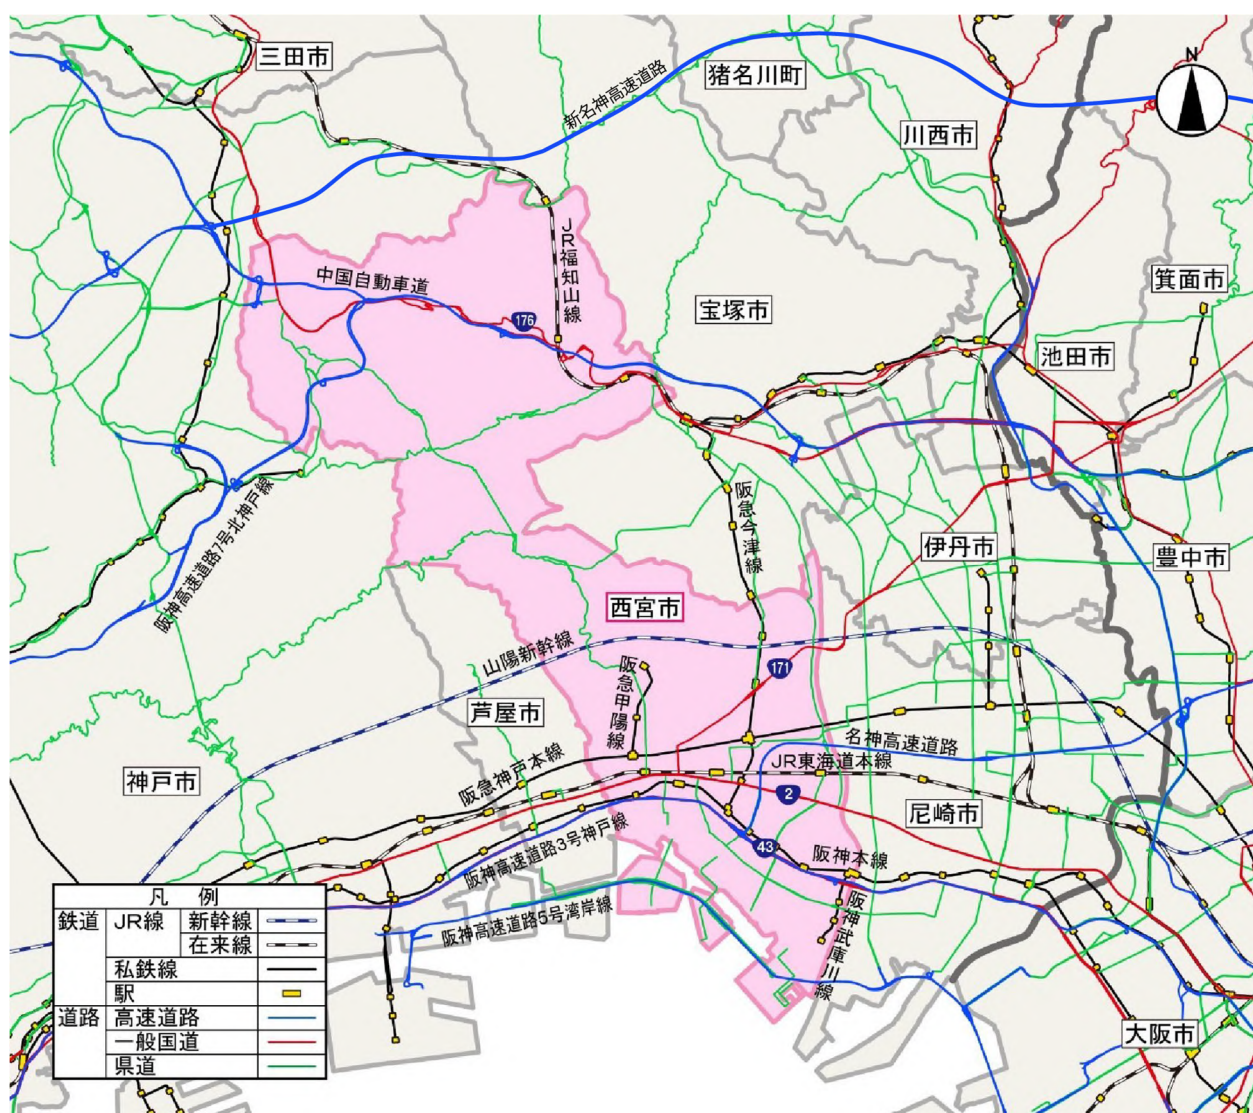 三田市
猪名川町
N
新名神高速道路
川西市
JR福知山線
中国自動車道
箕面市
宝塚市
176
池田市
阪急今津線
阪神高速道路7号北神戸線
伊丹市
豊中市
西宮市
山陽新幹線
阪急甲陽線
171
芦屋市
名神高速道路
JR東海道本線
神戸市
阪急神戸本線
2
尼崎市
43
阪神本線
阪神高速道路3号神戸線
阪神高速道路5号湾岸線
阪神武庫川線
大阪市
凡 例
鉄道 JR線 新幹線
在来線
私鉄線
駅
道路 高速道路
一般国道
県道